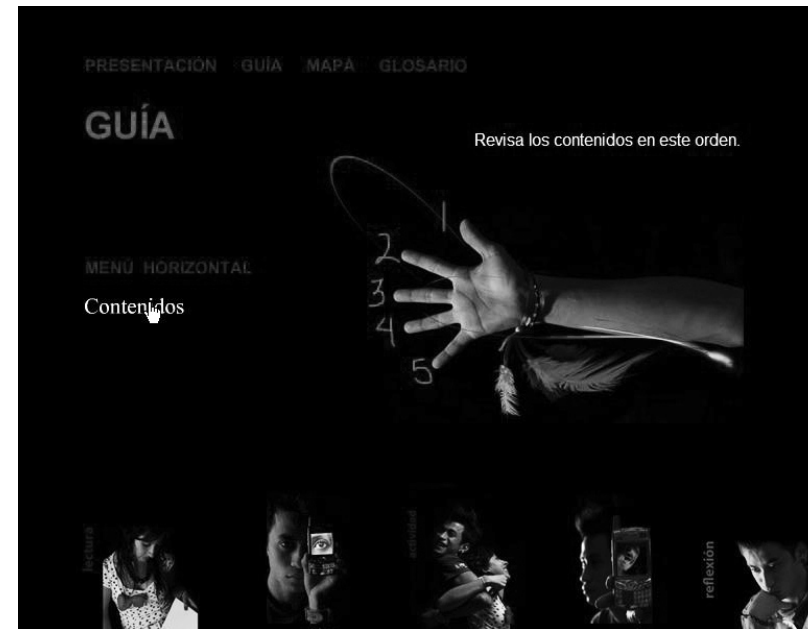 PRESENTACIÓN GUÍA MAPA GLOSARIO
GUÍA
Revisa los contenidos en este orden.
1
2
3
4
5
MENÚ HORIZONTAL
Contenidos
lectura
actividad
reflexión